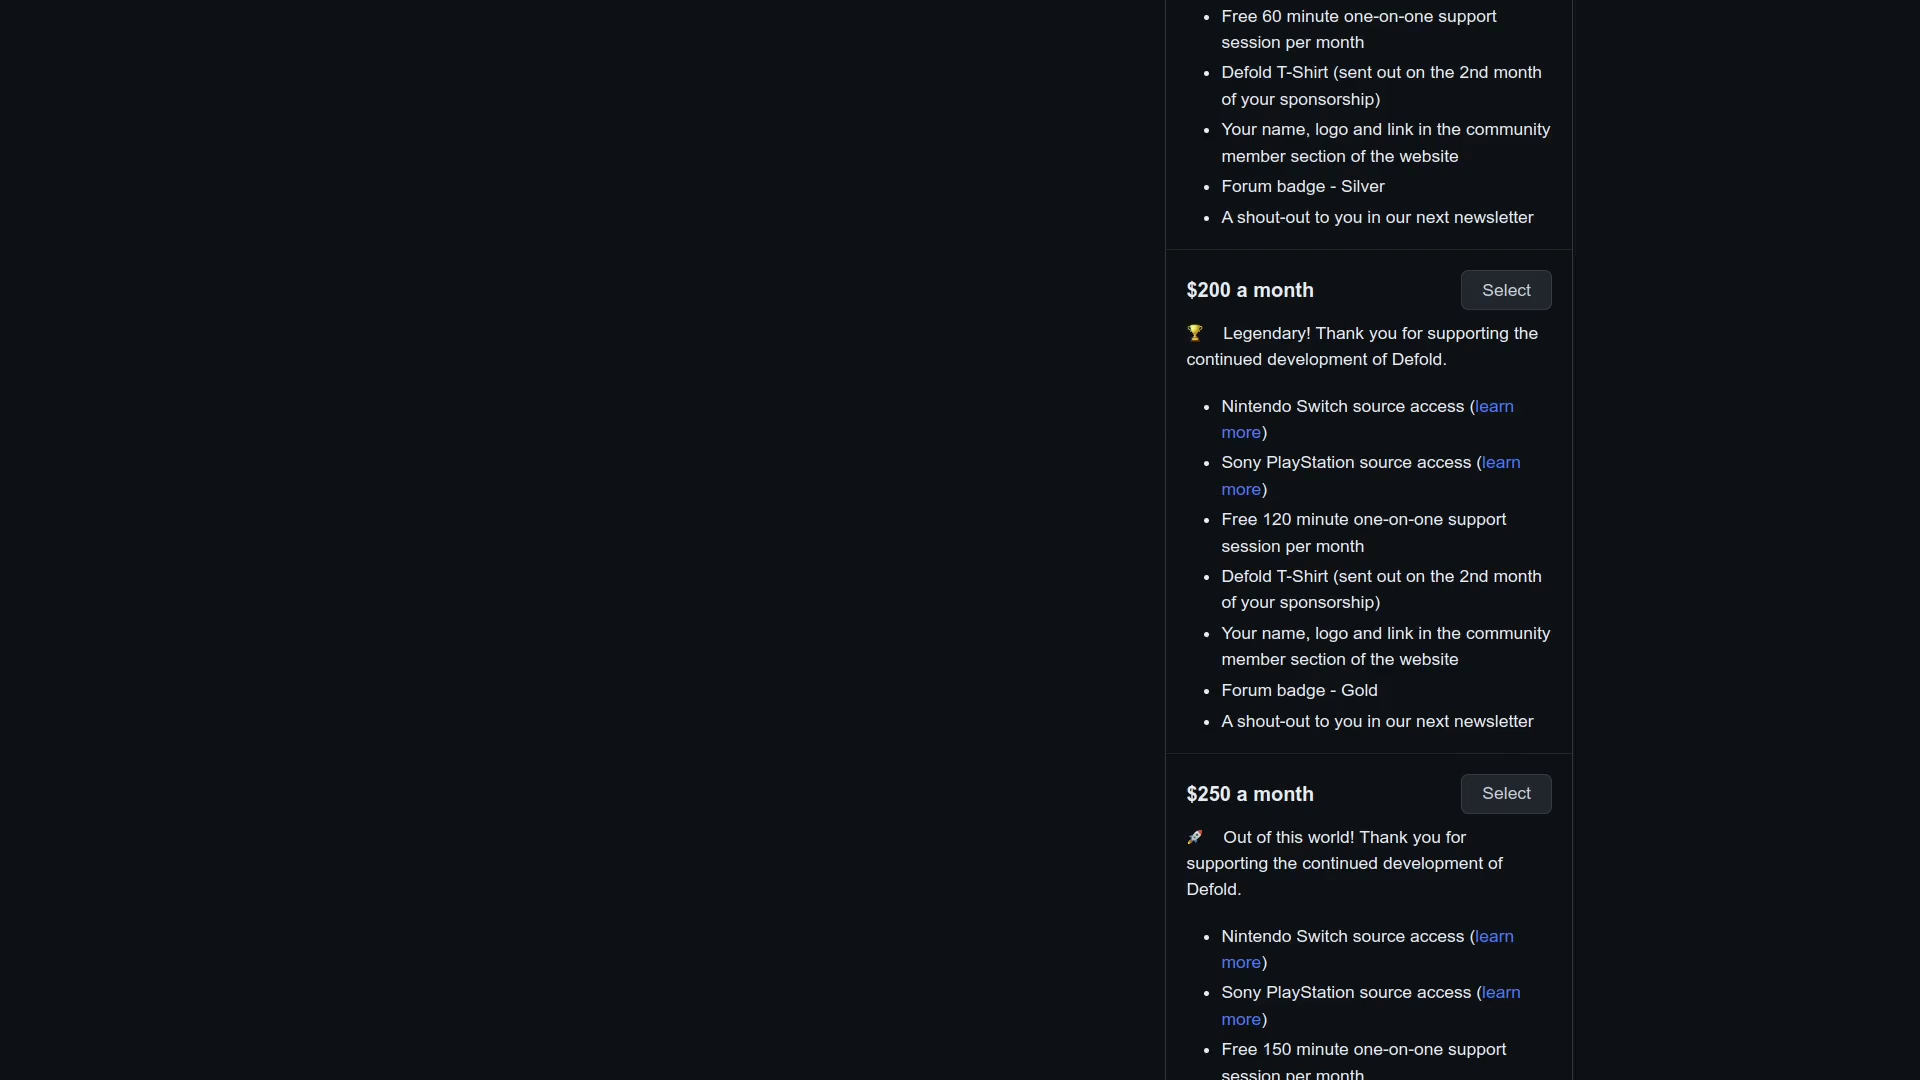 Free 60 minute one-on-one support
session per month
Defold T-Shirt (sent out on the 2nd month
of your sponsorship)
Your name, logo and link in the community
member section of the website
Forum badge - Silver
A shout-out to you in our next newsletter
$200 a month
Select
🏆 Legendary! Thank you for supporting the
continued development of Defold.
Nintendo Switch source access (learn
more)
Sony PlayStation source access (learn
more)
Free 120 minute one-on-one support
session per month
Defold T-Shirt (sent out on the 2nd month
of your sponsorship)
Your name, logo and link in the community
member section of the website
Forum badge - Gold
A shout-out to you in our next newsletter
$250 a month
Select
🚀 Out of this world! Thank you for
supporting the continued development of
Defold.
Nintendo Switch source access (learn
more)
Sony PlayStation source access (learn
more)
Free 150 minute one-on-one support
session per month